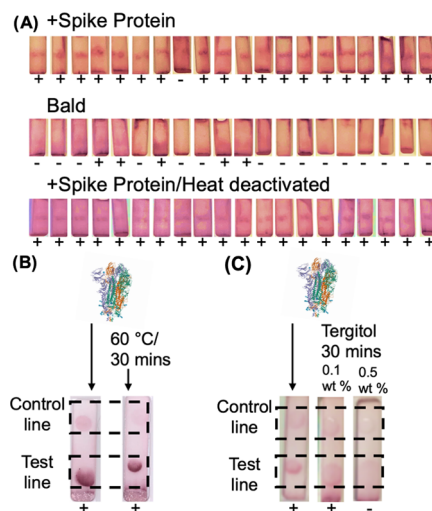 (A) +Spike Protein
+ + + + + + + - + + + + + + + + + + + +
Bald
- - - + + - + - - + + - - - - - - - - -
+Spike Protein/Heat deactivated
+ + + + + + + + + + + + + + + + + + + +
(B)
60 °C/
30 mins
Control
line
Test
line
+ +
(C)
Tergitol
30 mins
0.1 0.5
wt % wt %
Control
line
Test
line
+ + -